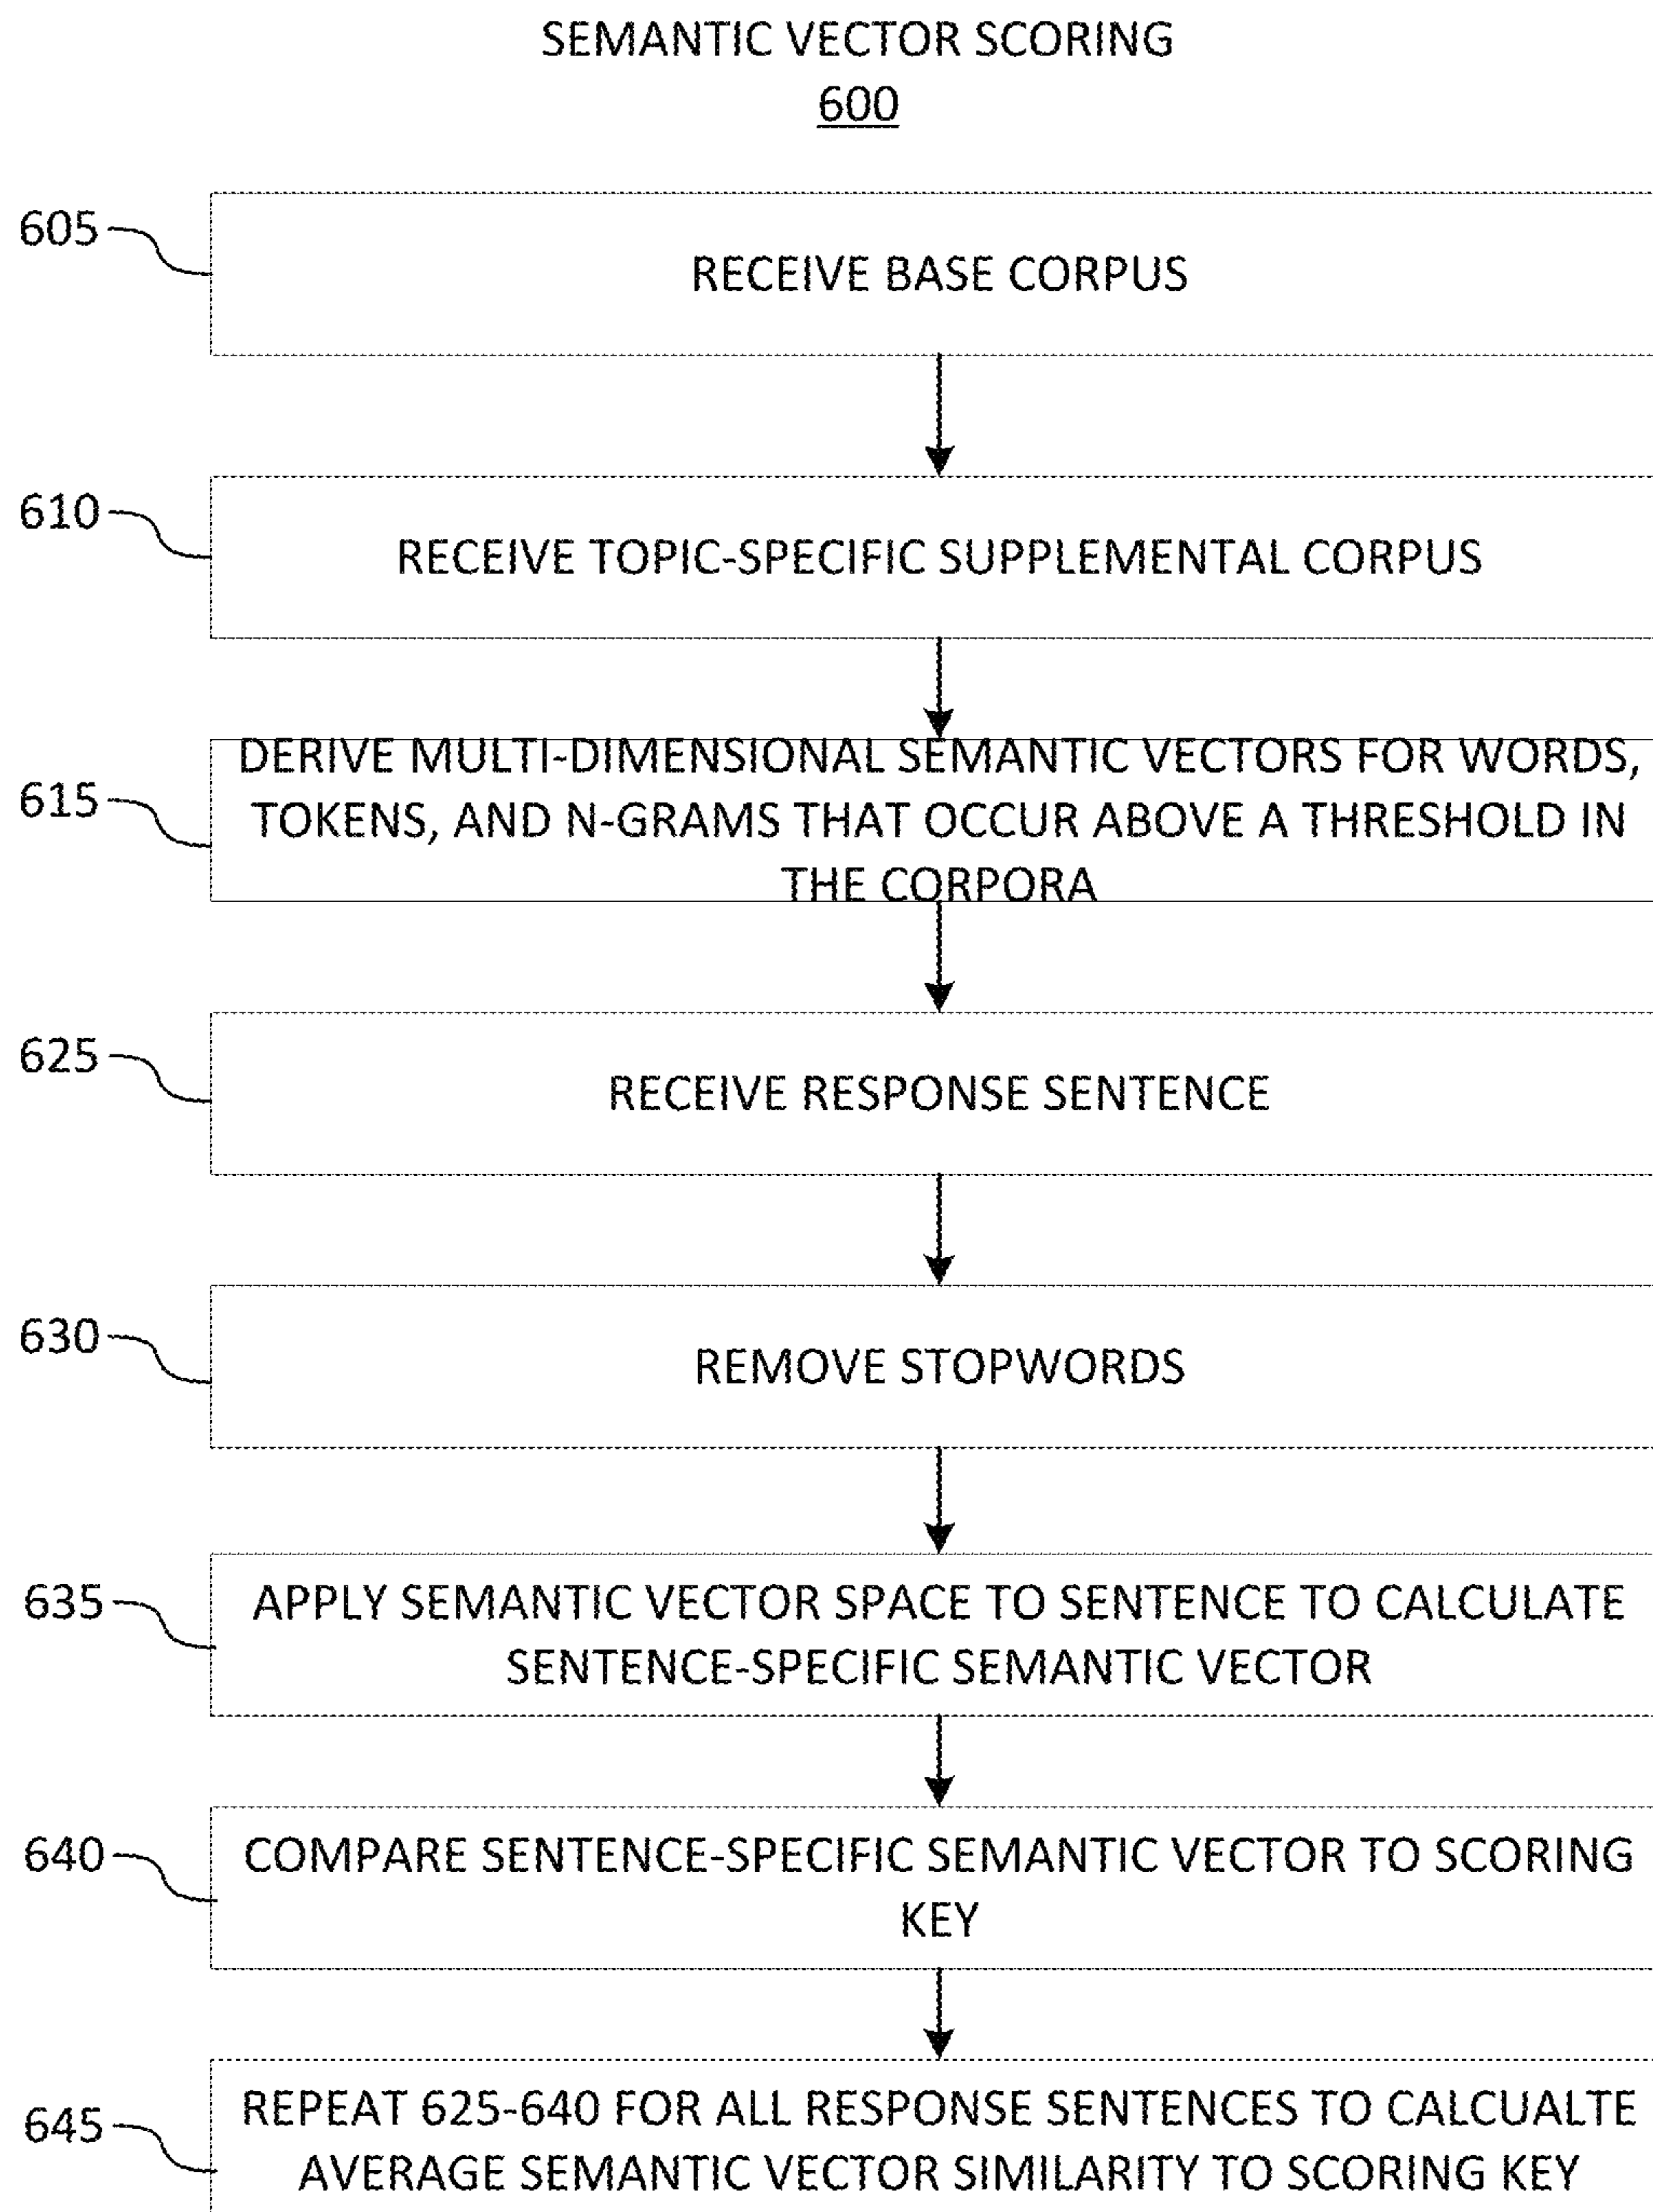 SEMANTIC VECTOR SCORING
600
605
RECEIVE BASE CORPUS
610
RECEIVE TOPIC-SPECIFIC SUPPLEMENTAL CORPUS
615
DERIVE MULTI-DIMENSIONAL SEMANTIC VECTORS FOR WORDS,
TOKENS, AND N-GRAMS THAT OCCUR ABOVE A THRESHOLD IN
THE CORPORA
625
RECEIVE RESPONSE SENTENCE
630
REMOVE STOPWORDS
635
APPLY SEMANTIC VECTOR SPACE TO SENTENCE TO CALCULATE
SENTENCE-SPECIFIC SEMANTIC VECTOR
640
COMPARE SENTENCE-SPECIFIC SEMANTIC VECTOR TO SCORING
KEY
645
REPEAT 625-640 FOR ALL RESPONSE SENTENCES TO CALCUALTE
AVERAGE SEMANTIC VECTOR SIMILARITY TO SCORING KEY